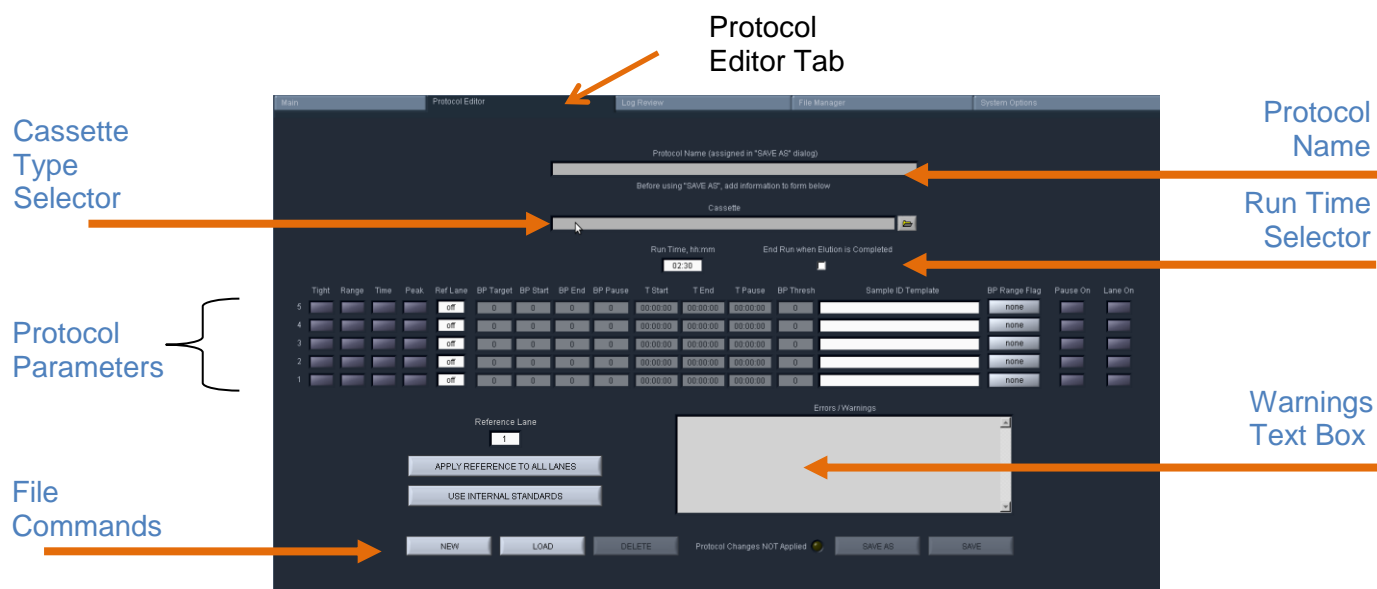 Protocol
Editor Tab
Main Protocol Editor Log Review File Manager System Options
Cassette
Type
Selector
Protocol
Name
Protocol Name (assigned in "SAVE AS" dialog)
Before using "SAVE AS", add information to form below
Cassette
Run Time
Selector
Run Time, hh:mm End Run when Elution is Completed
02:30
Tight Range Time Peak Ref Lane BP Target BP Start BP End BP Pause T Start T End T Pause BP Thresh Sample ID Template BP Range Flag Pause On Lane On
5 off 0 0 0 0 00:00:00 00:00:00 00:00:00 0 none
4 off 0 0 0 0 00:00:00 00:00:00 00:00:00 0 none
3 off 0 0 0 0 00:00:00 00:00:00 00:00:00 0 none
2 off 0 0 0 0 00:00:00 00:00:00 00:00:00 0 none
1 off 0 0 0 0 00:00:00 00:00:00 00:00:00 0 none
Protocol
Parameters
Errors / Warnings
Warnings
Text Box
Reference Lane
1
APPLY REFERENCE TO ALL LANES
USE INTERNAL STANDARDS
File
Commands
NEW LOAD DELETE Protocol Changes NOT Applied SAVE AS SAVE